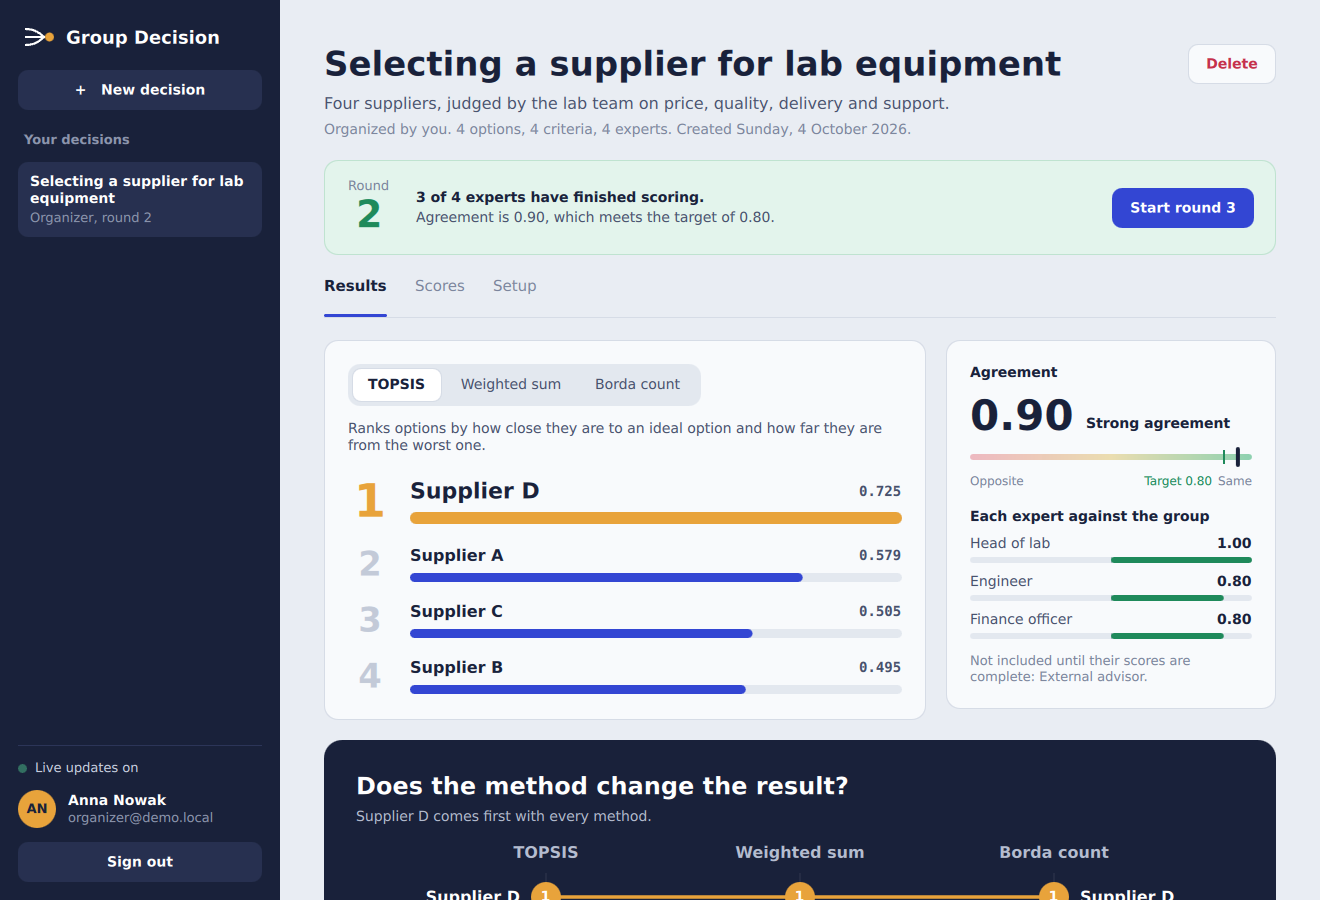 Group Decision
+ New decision
Your decisions
Selecting a supplier for lab
equipment
Organizer, round 2
Live updates on
AN
Anna Nowak
organizer@demo.local
Sign out
Selecting a supplier for lab equipment
Delete
Four suppliers, judged by the lab team on price, quality, delivery and support.
Organized by you. 4 options, 4 criteria, 4 experts. Created Sunday, 4 October 2026.
Round
2
3 of 4 experts have finished scoring.
Agreement is 0.90, which meets the target of 0.80.
Start round 3
Results Scores Setup
TOPSIS Weighted sum Borda count
Ranks options by how close they are to an ideal option and how far they are
from the worst one.
1 Supplier D 0.725
2 Supplier A 0.579
3 Supplier C 0.505
4 Supplier B 0.495
Agreement
0.90 Strong agreement
Opposite Target 0.80 Same
Each expert against the group
Head of lab 1.00
Engineer 0.80
Finance officer 0.80
Not included until their scores are
complete: External advisor.
Does the method change the result?
Supplier D comes first with every method.
TOPSIS Weighted sum Borda count
Supplier D 1 1 1 Supplier D